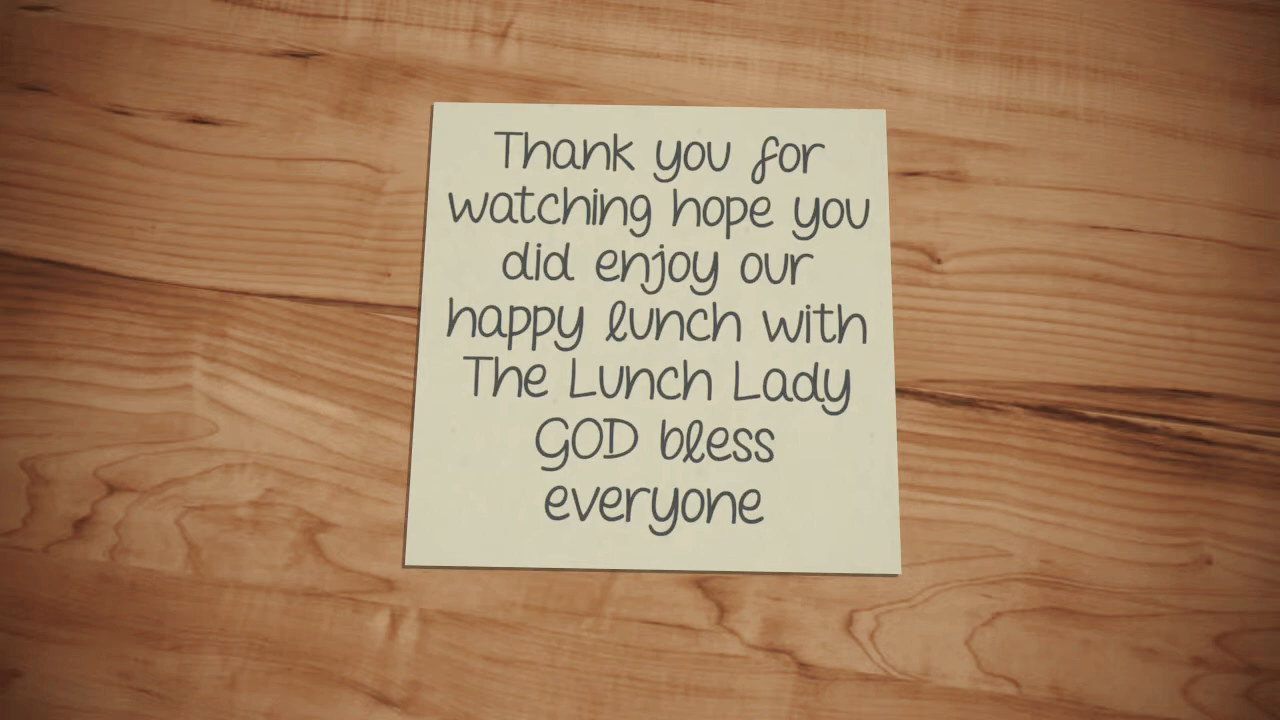 Thank you for
watching hope you
did enjoy our
happy lunch with
The Lunch Lady
GOD bless
everyone